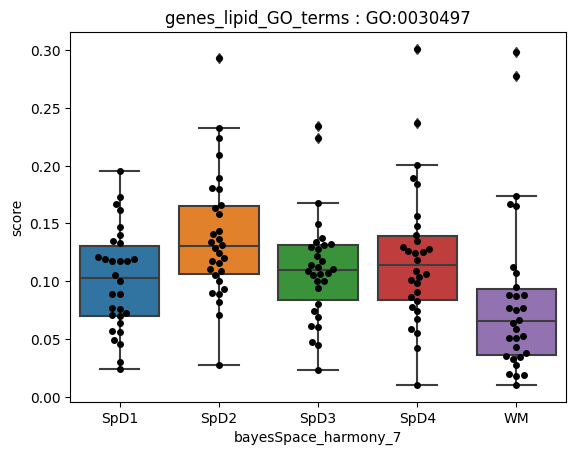 genes_lipid_GO_terms : GO:0030497
score
0.30
0.25
0.20
0.15
0.10
0.05
0.00
SpD1 SpD2 SpD3 SpD4 WM
bayesSpace_harmony_7